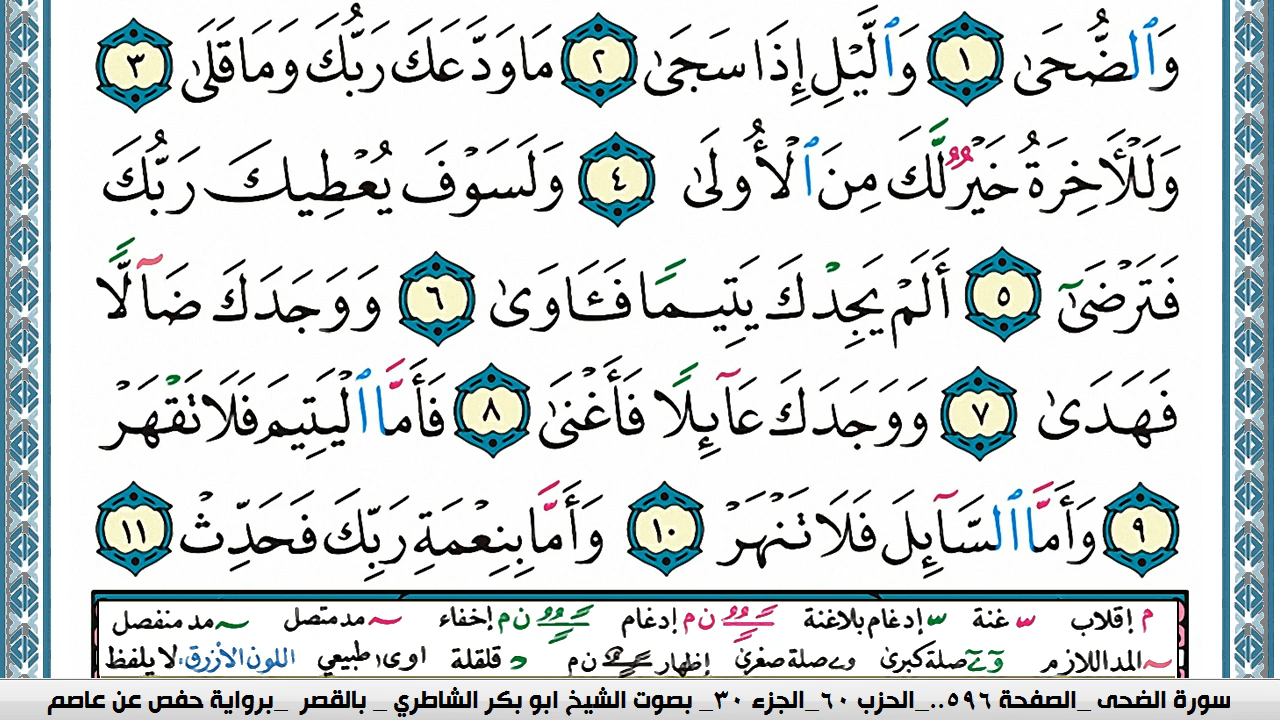 وَٱلضُّحَىٰ ١ وَٱلَّيْلِ إِذَا سَجَىٰ ٢ مَا وَدَّعَكَ رَبُّكَ وَمَا قَلَىٰ ٣
وَلَلْأَخِرَةُ خَيْرٌ لَّكَ مِنَ ٱلْأُولَىٰ ٤ وَلَسَوْفَ يُعْطِيكَ رَبُّكَ
فَتَرْضَىٰٓ ٥ أَلَمْ يَجِدْكَ يَتِيمًا فَـَٔاوَىٰ ٦ وَوَجَدَكَ ضَآلًّا
فَهَدَىٰ ٧ وَوَجَدَكَ عَآئِلًا فَأَغْنَىٰ ٨ فَأَمَّا ٱلْيَتِيمَ فَلَا تَقْهَرْ
٩ وَأَمَّا ٱلسَّآئِلَ فَلَا تَنْهَرْ ١٠ وَأَمَّا بِنِعْمَةِ رَبِّكَ فَحَدِّثْ ١١
م إقلاب غنة إدغام بلاغنة ن م إدغام ن م إخفاء مد متصل مد منفصل
المد اللازم صلة كبرى صلة صغرى إظهار ن م قلقلة اوى طبيعي اللون الأزرق: لا يلفظ
سورة الضحى _الصفحة ٥٩٦.._الحزب ٦٠_الجزء ٣٠_ بصوت الشيخ ابو بكر الشاطري _ بالقصر _برواية حفص عن عاصم